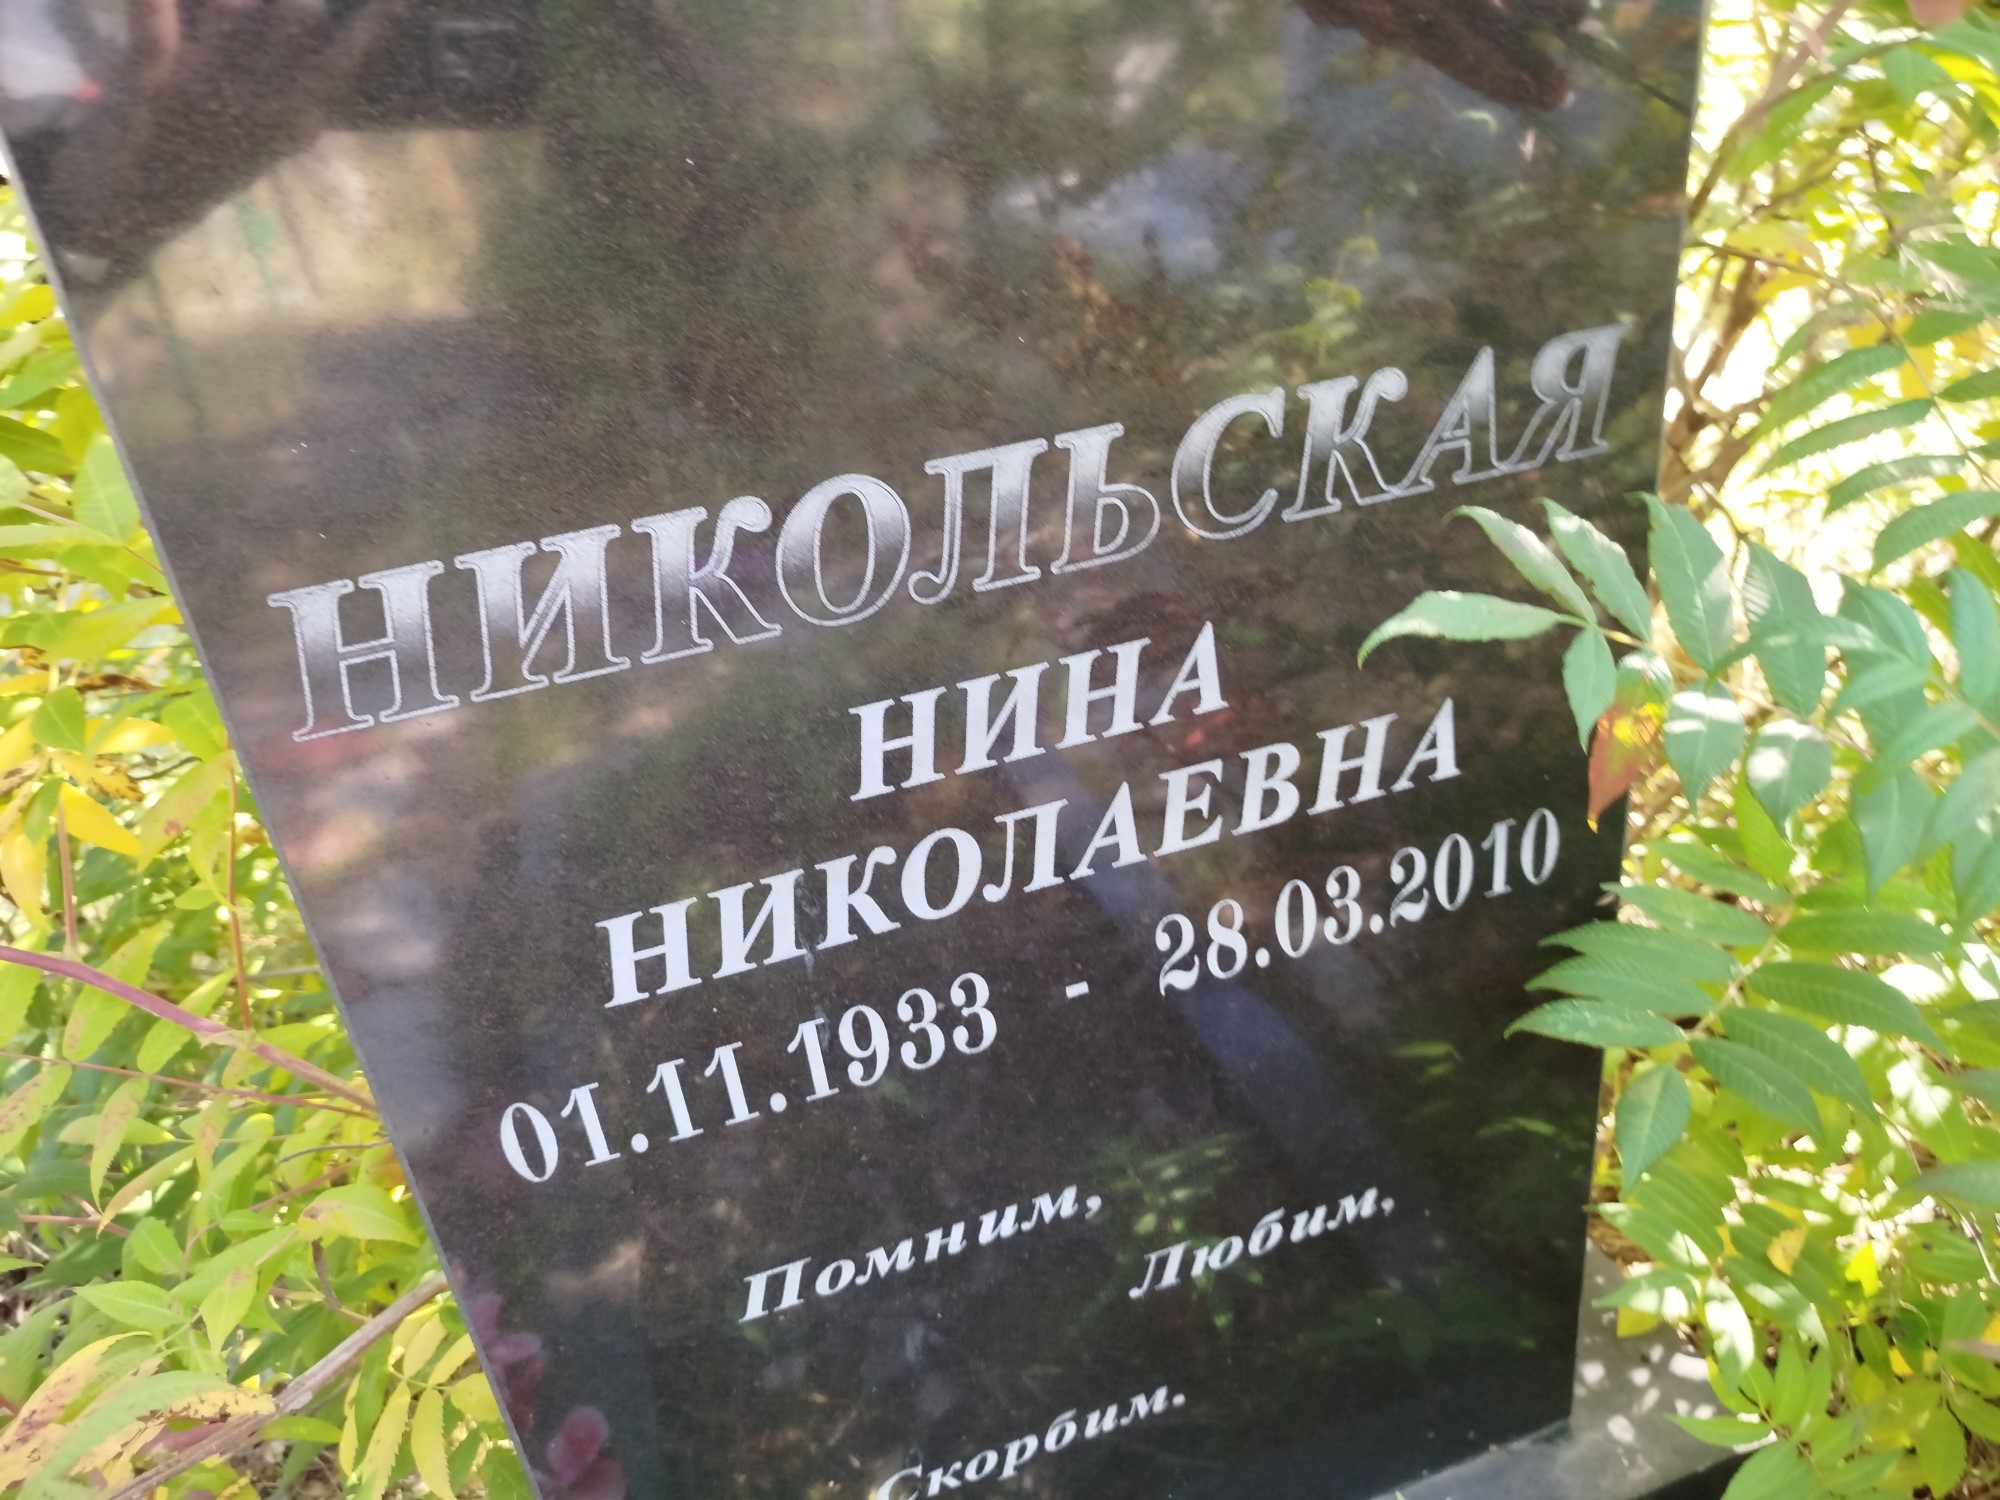 НИКОЛЬСКАЯ
НИНА
НИКОЛАЕВНА
01.11.1933 - 28.03.2010
Помним,
Любим,
Скорбим.